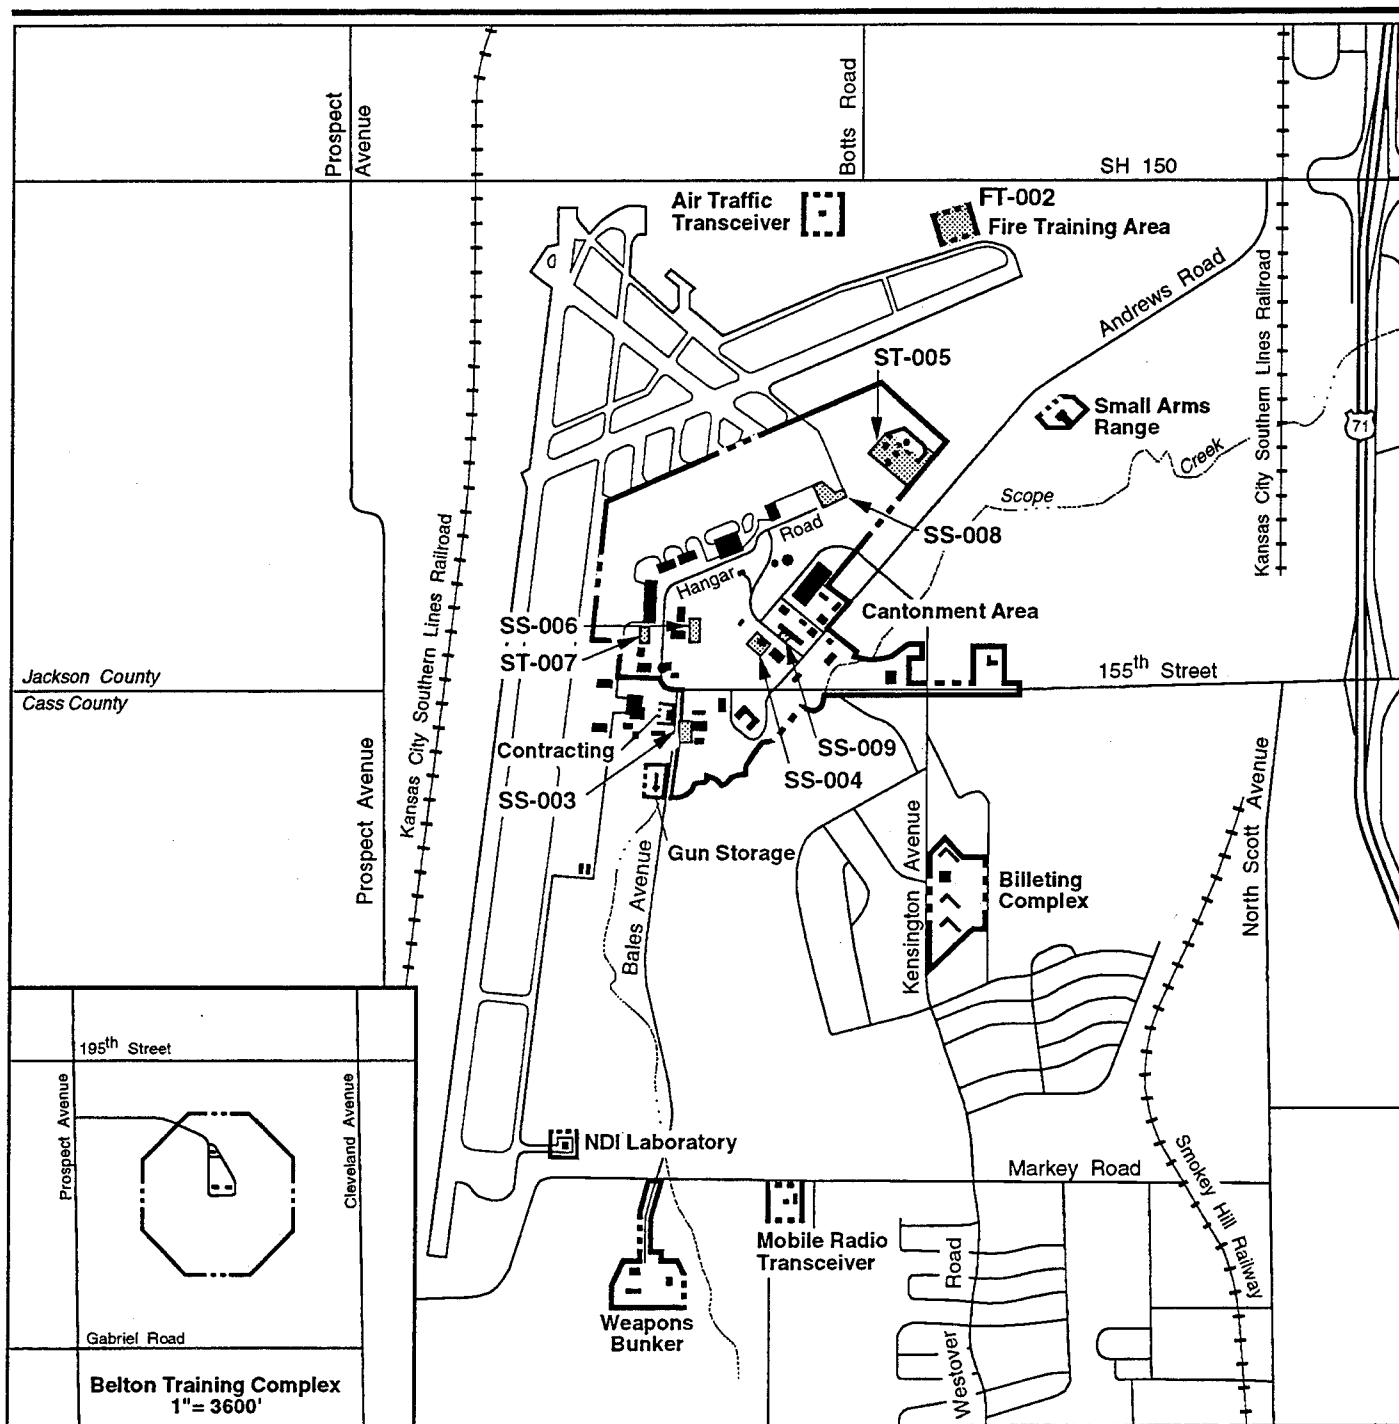 Prospect
Avenue
Botts Road
SH 150
Air Traffic
Transceiver
FT-002
Fire Training Area
Andrews Road
Kansas City Southern Lines Railroad
ST-005
Small Arms
Range
71
Creek
Scope
Road
SS-008
Hangar
Kansas City Southern Lines Railroad
Cantonment Area
SS-006
ST-007
155th Street
Jackson County
Cass County
Contracting
SS-009
SS-004
SS-003
Prospect Avenue
Gun Storage
Bales Avenue
Kensington Avenue
Billeting
Complex
North Scott Avenue
195th Street
Prospect Avenue
Cleveland Avenue
NDI Laboratory
Markey Road
Smokey Hill Railway
Mobile Radio
Transceiver
Weapons
Bunker
Westover Road
Gabriel Road
Belton Training Complex
1"= 3600'